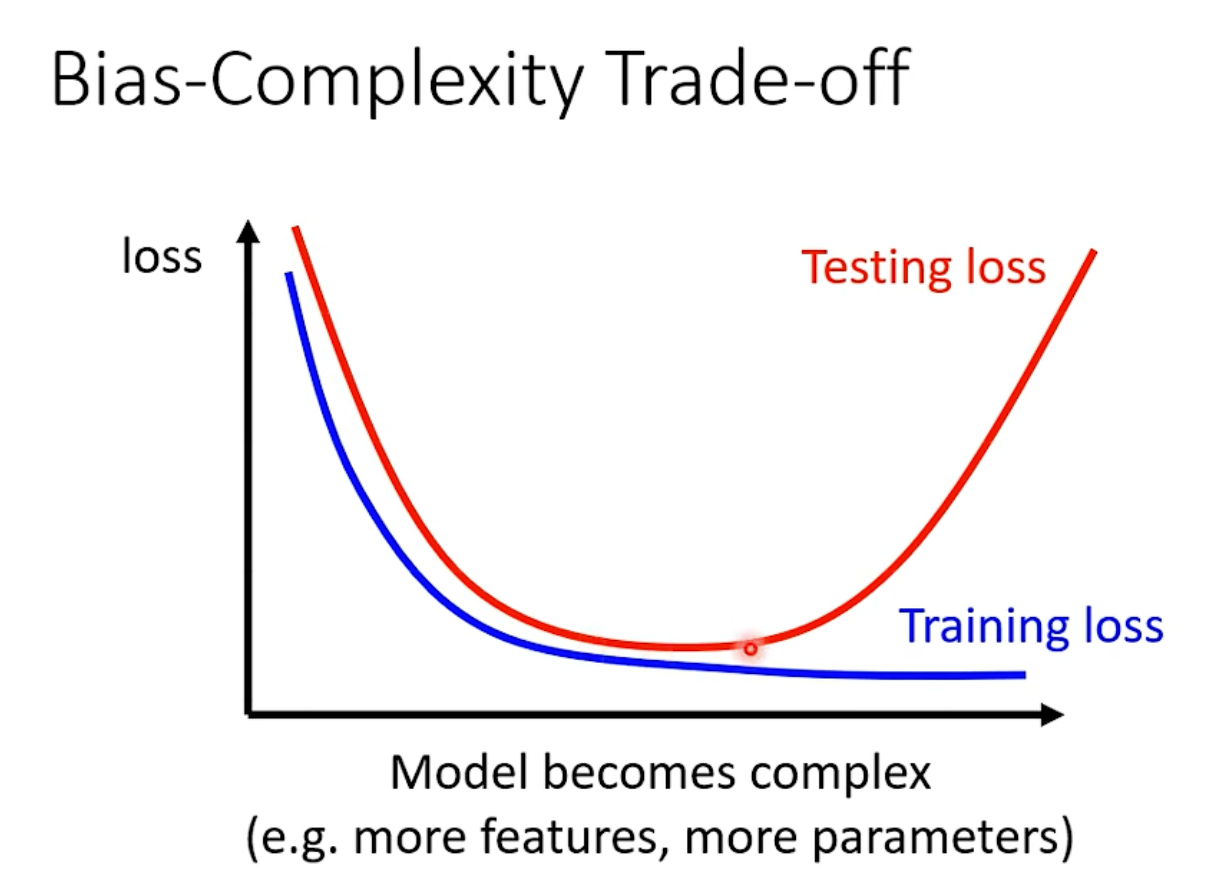 Bias-Complexity Trade-off
loss
Testing loss
Training loss
Model becomes complex
(e.g. more features, more parameters)